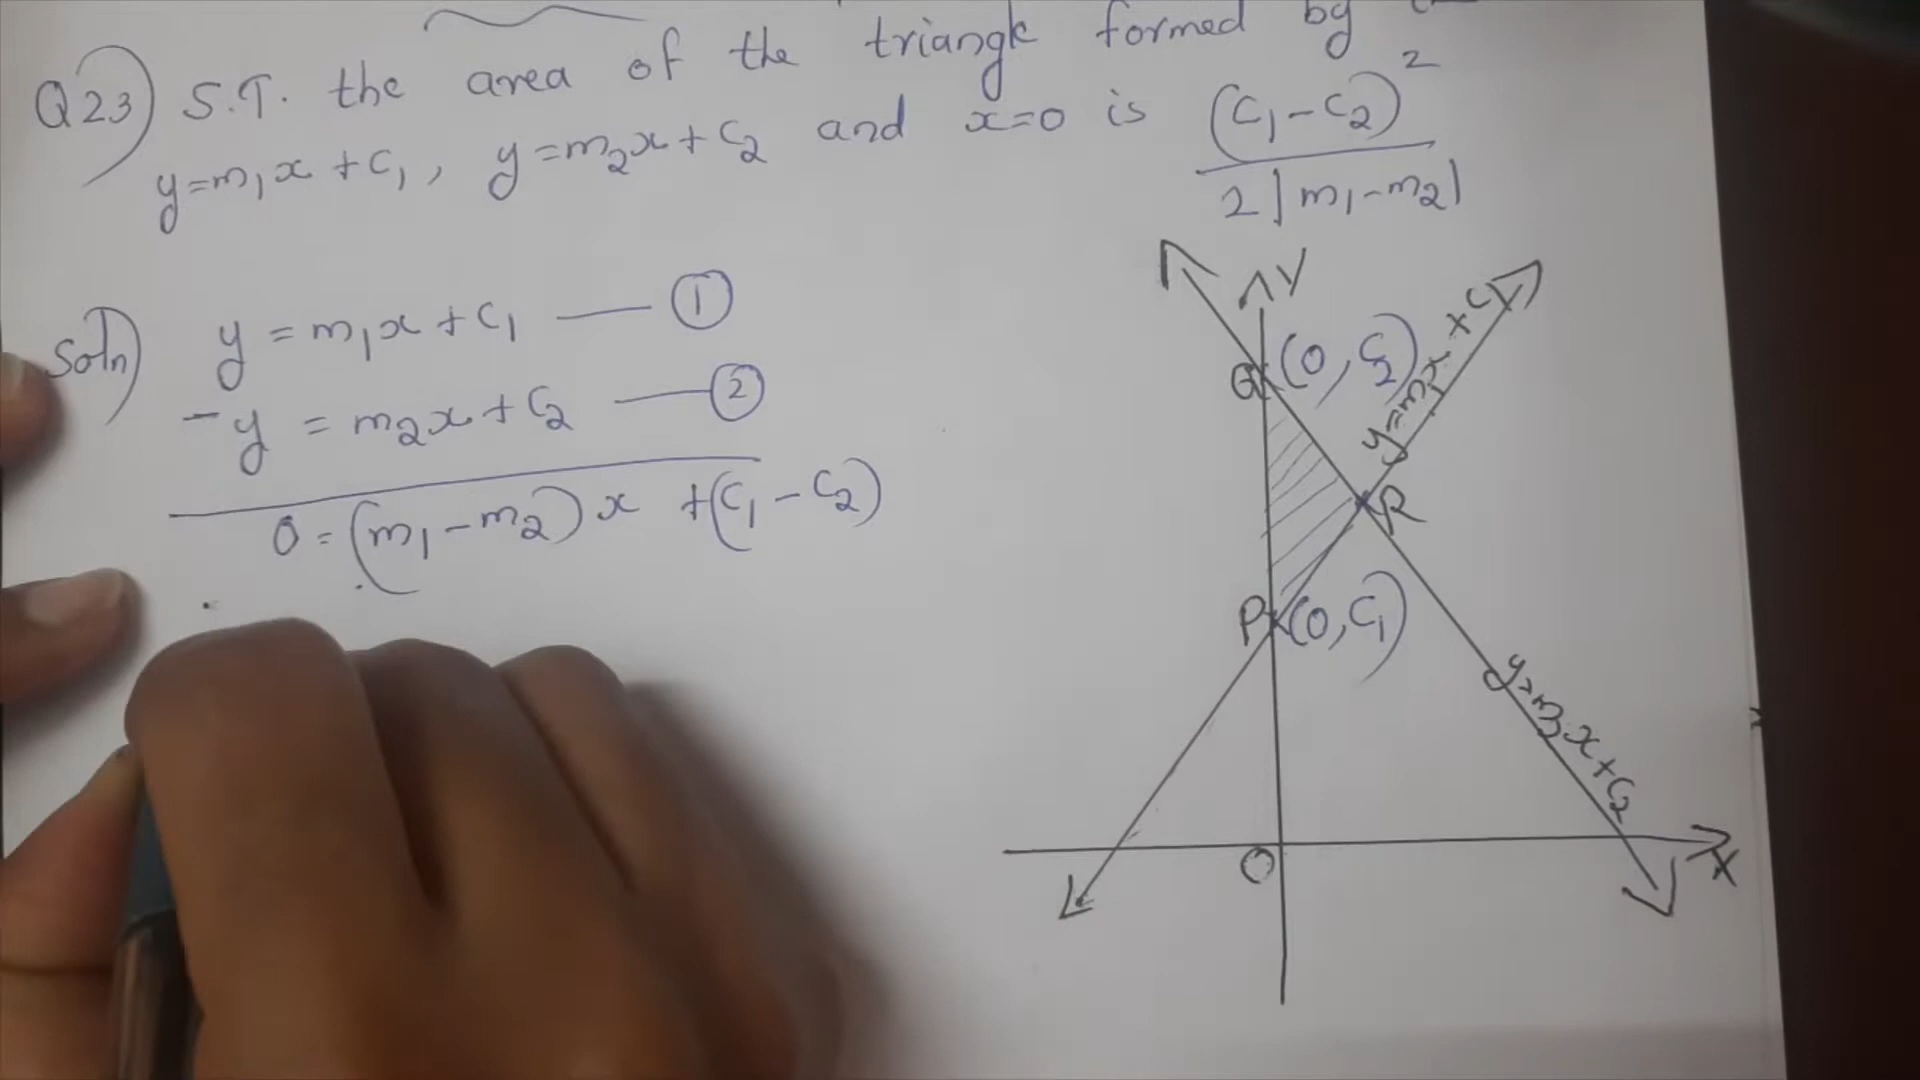 Q23) S.T. the area of the triangle formed by
y=m₁x+c₁, y=m₂x+c₂ and x=0 is (c₁-c₂)²
2|m₁-m₂|
Soln) y = m₁x+c₁ —— ①
-y = m₂x+c₂ —— ②
0=(m₁-m₂)x +(c₁-c₂)
Y
Q (0,c₂)
y=m₁x+c₁
R
P (0,c₁)
y=m₂x+c₂
O
X